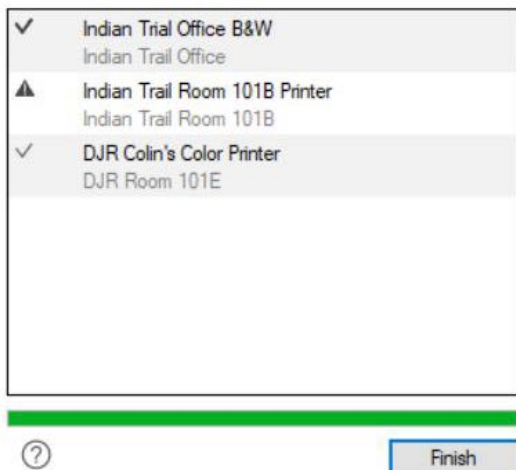 Indian Trial Office B&W
Indian Trail Office
Indian Trail Room 101B Printer
Indian Trail Room 101B
DJR Colin's Color Printer
DJR Room 101E
?
Finish